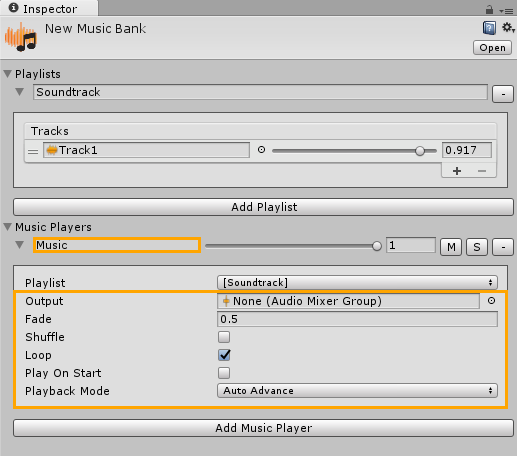 Inspector
New Music Bank
Open
Playlists
Soundtrack -
Tracks
Track1 0.917
+ −
Add Playlist
Music Players
Music 1 M S -
Playlist [Soundtrack]
Output None (Audio Mixer Group)
Fade 0.5
Shuffle
Loop
Play On Start
Playback Mode Auto Advance
Add Music Player